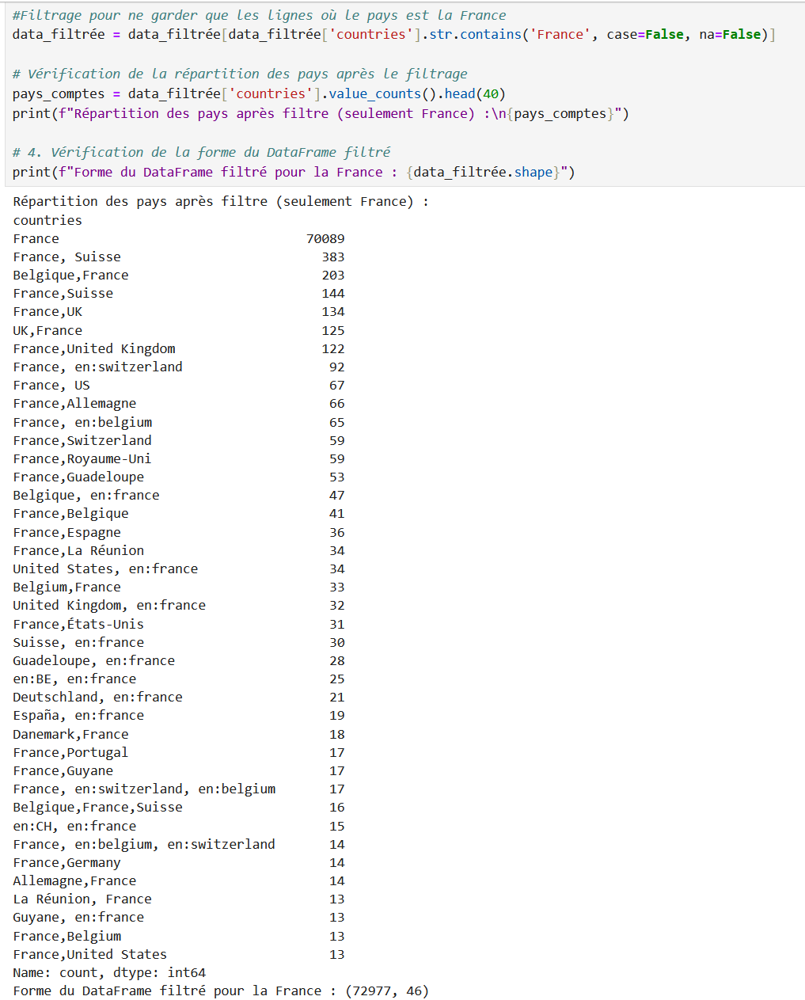 #Filtrage pour ne garder que les lignes où le pays est la France
data_filtrée = data_filtrée[data_filtrée['countries'].str.contains('France', case=False, na=False)]
# Vérification de la répartition des pays après le filtrage
pays_comptes = data_filtrée['countries'].value_counts().head(40)
print(f"Répartition des pays après filtre (seulement France) :\n{pays_comptes}")
# 4. Vérification de la forme du DataFrame filtré
print(f"Forme du DataFrame filtré pour la France : {data_filtrée.shape}")
Répartition des pays après filtre (seulement France) :
countries
France 70089
France, Suisse 383
Belgique,France 203
France,Suisse 144
France,UK 134
UK,France 125
France,United Kingdom 122
France, en:switzerland 92
France, US 67
France,Allemagne 66
France, en:belgium 65
France,Switzerland 59
France,Royaume-Uni 59
France,Guadeloupe 53
Belgique, en:france 47
France,Belgique 41
France,Espagne 36
France,La Réunion 34
United States, en:france 34
Belgium,France 33
United Kingdom, en:france 32
France,États-Unis 31
Suisse, en:france 30
Guadeloupe, en:france 28
en:BE, en:france 25
Deutschland, en:france 21
España, en:france 19
Danemark,France 18
France,Portugal 17
France,Guyane 17
France, en:switzerland, en:belgium 17
Belgique,France,Suisse 16
en:CH, en:france 15
France, en:belgium, en:switzerland 14
France,Germany 14
Allemagne,France 14
La Réunion, France 13
Guyane, en:france 13
France,Belgium 13
France,United States 13
Name: count, dtype: int64
Forme du DataFrame filtré pour la France : (72977, 46)